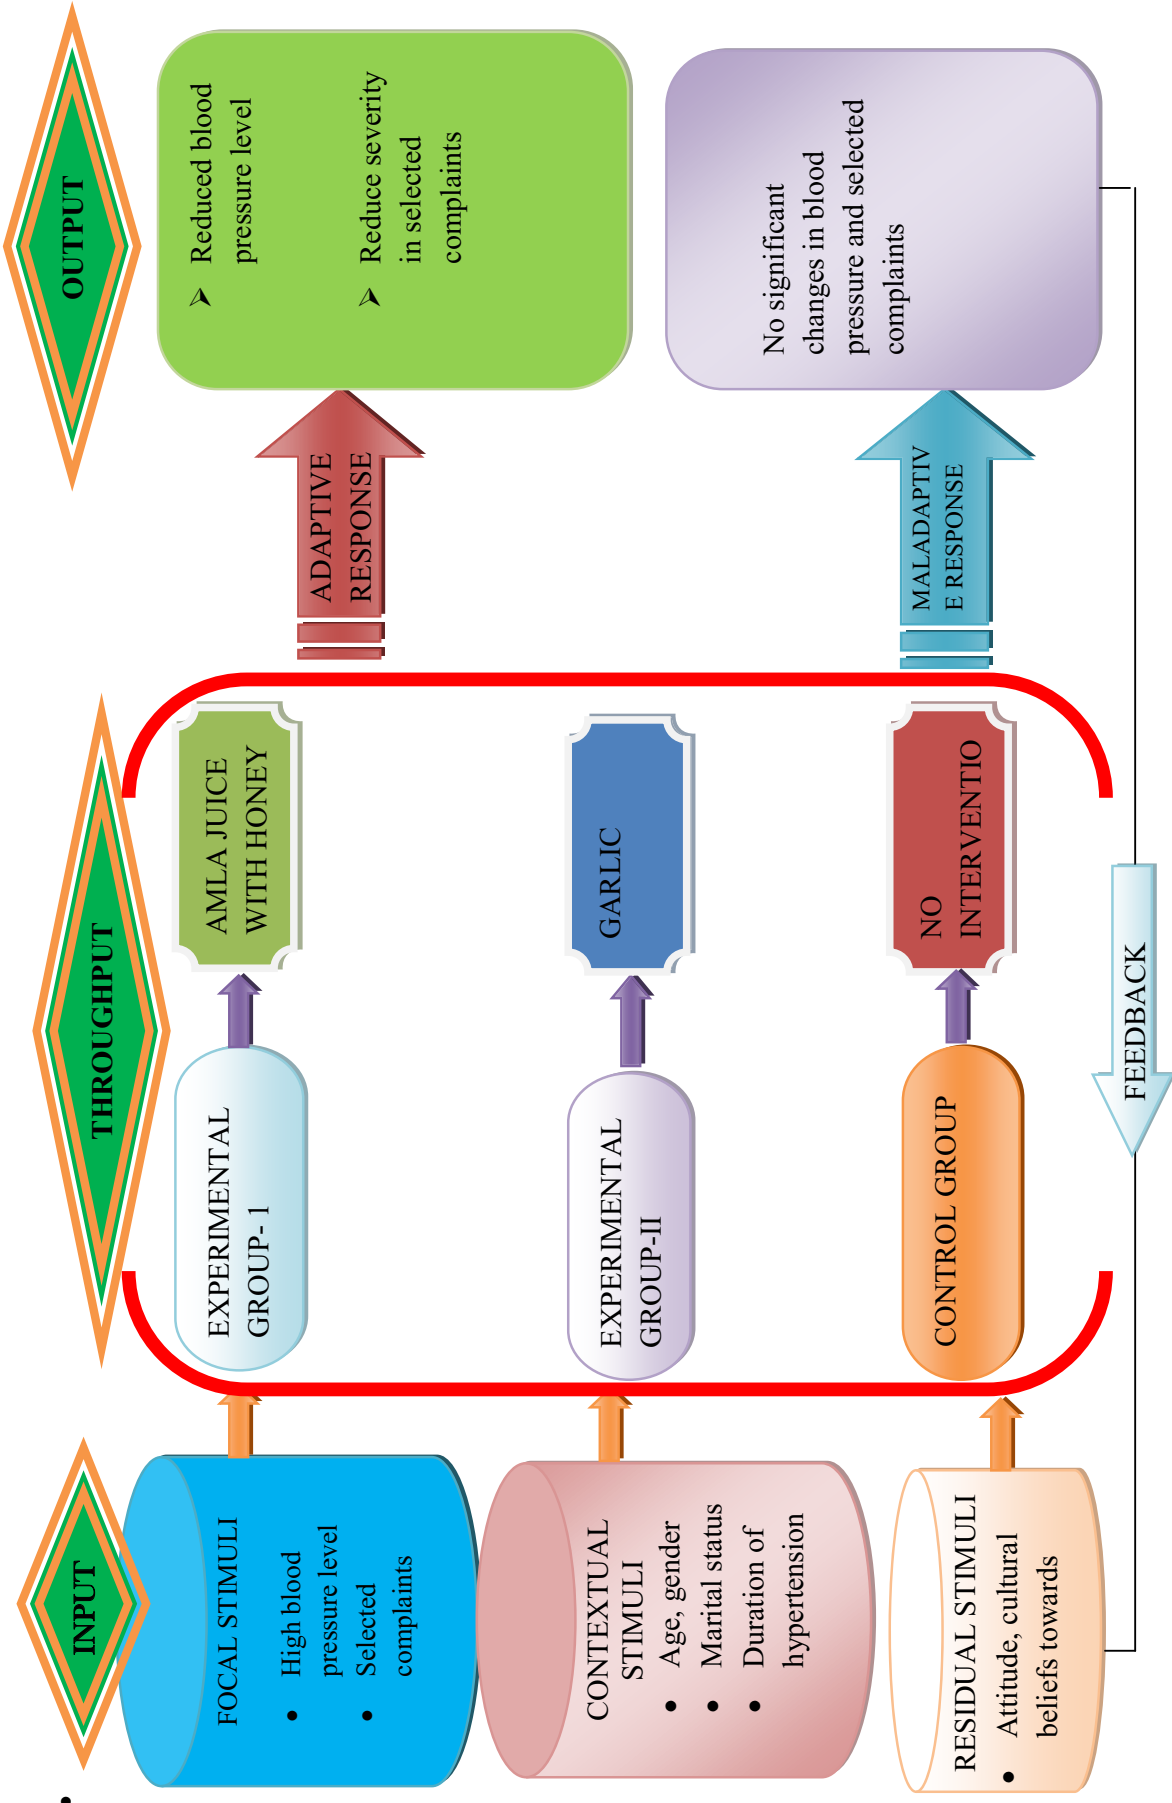 INPUT
THROUGHPUT
OUTPUT
•
FOCAL STIMULI
• High blood
pressure level
• Selected
complaints
CONTEXTUAL
STIMULI
• Age, gender
• Marital status
• Duration of
hypertension
RESIDUAL STIMULI
• Attitude, cultural
beliefs towards
EXPERIMENTAL
GROUP- 1
AMLA JUICE
WITH HONEY
EXPERIMENTAL
GROUP-II
GARLIC
CONTROL GROUP
NO
INTERVENTIO
ADAPTIVE
RESPONSE
MALADAPTIV
E RESPONSE
➢ Reduced blood
pressure level
➢ Reduce severity
in selected
complaints
No significant
changes in blood
pressure and selected
complaints
FEEDBACK